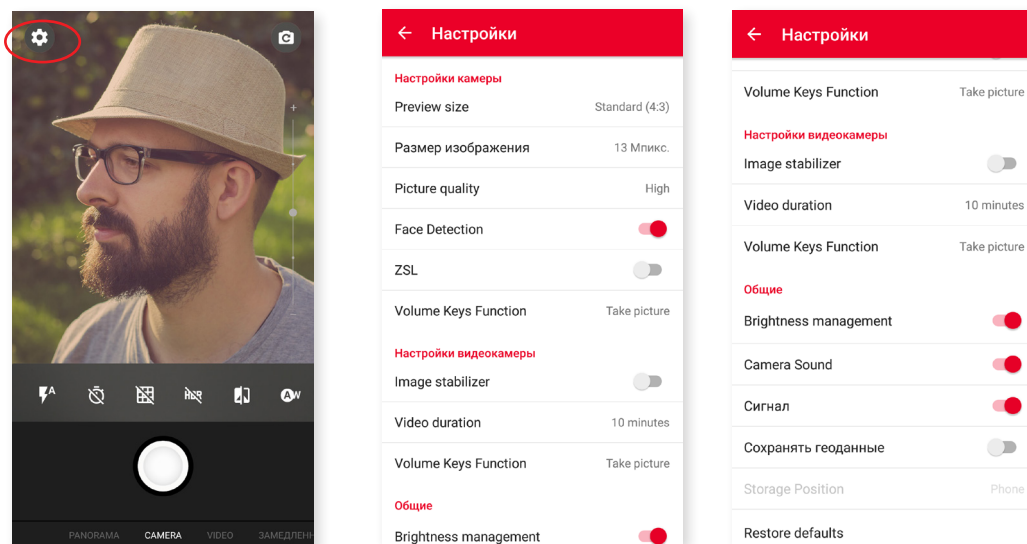 A
HDR
AW
PANORAMA CAMERA VIDEO ЗАМЕДЛЕН
Настройки
Настройки камеры
Preview size Standard (4:3)
Размер изображения 13 Мпикс.
Picture quality High
Face Detection
ZSL
Volume Keys Function Take picture
Настройки видеокамеры
Image stabilizer
Video duration 10 minutes
Volume Keys Function Take picture
Общие
Brightness management
Настройки
Volume Keys Function Take picture
Настройки видеокамеры
Image stabilizer
Video duration 10 minutes
Volume Keys Function Take picture
Общие
Brightness management
Camera Sound
Сигнал
Сохранять геоданные
Storage Position Phone
Restore defaults